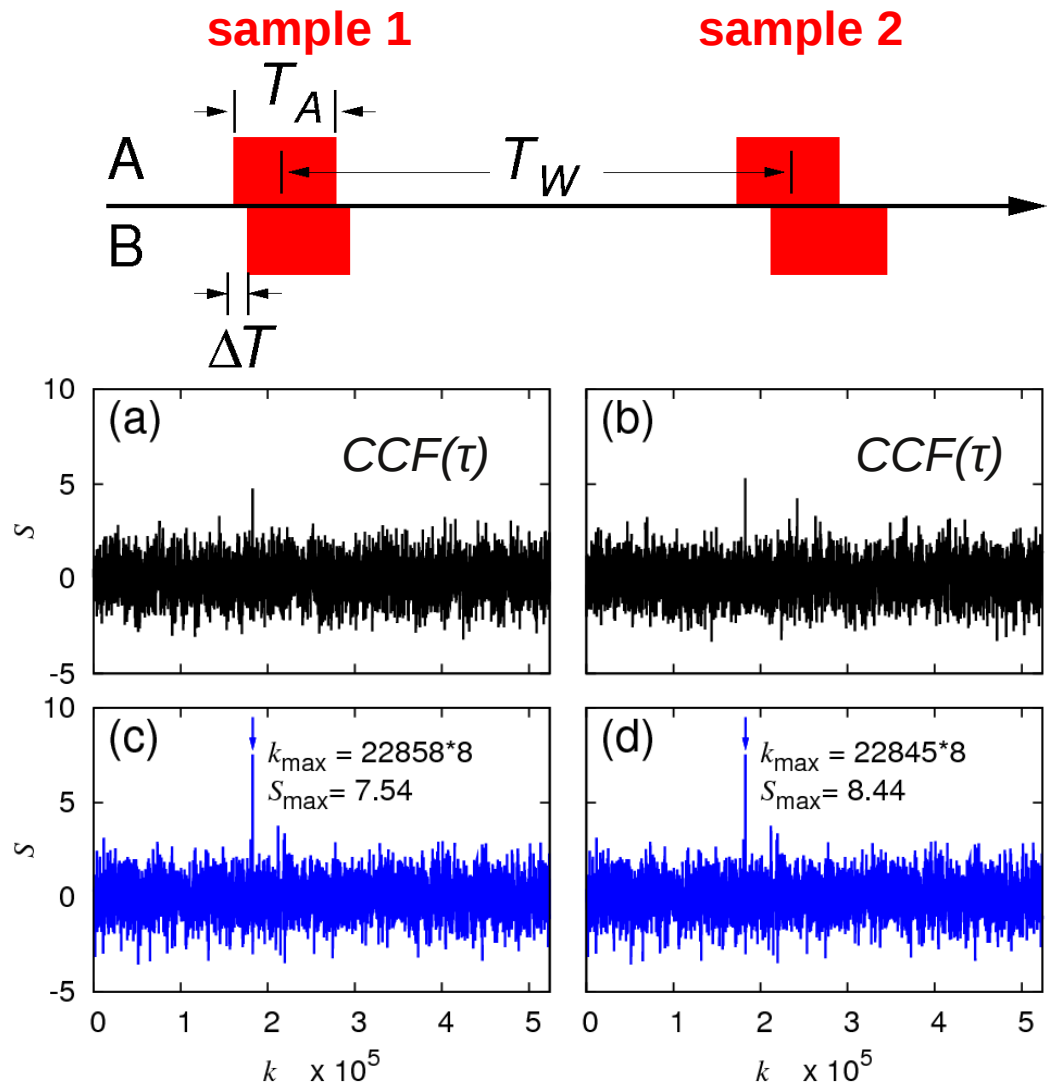 sample 1 sample 2
T_A
A
T_W
B
ΔT
10 (a) CCF(τ) (b) CCF(τ)
5
S
0
-5
10 (c) (d)
k_max = 22858*8 k_max = 22845*8
S_max= 7.54 S_max= 8.44
5
S
0
-5
0 1 2 3 4 5 0 1 2 3 4 5
k x 10^5 k x 10^5